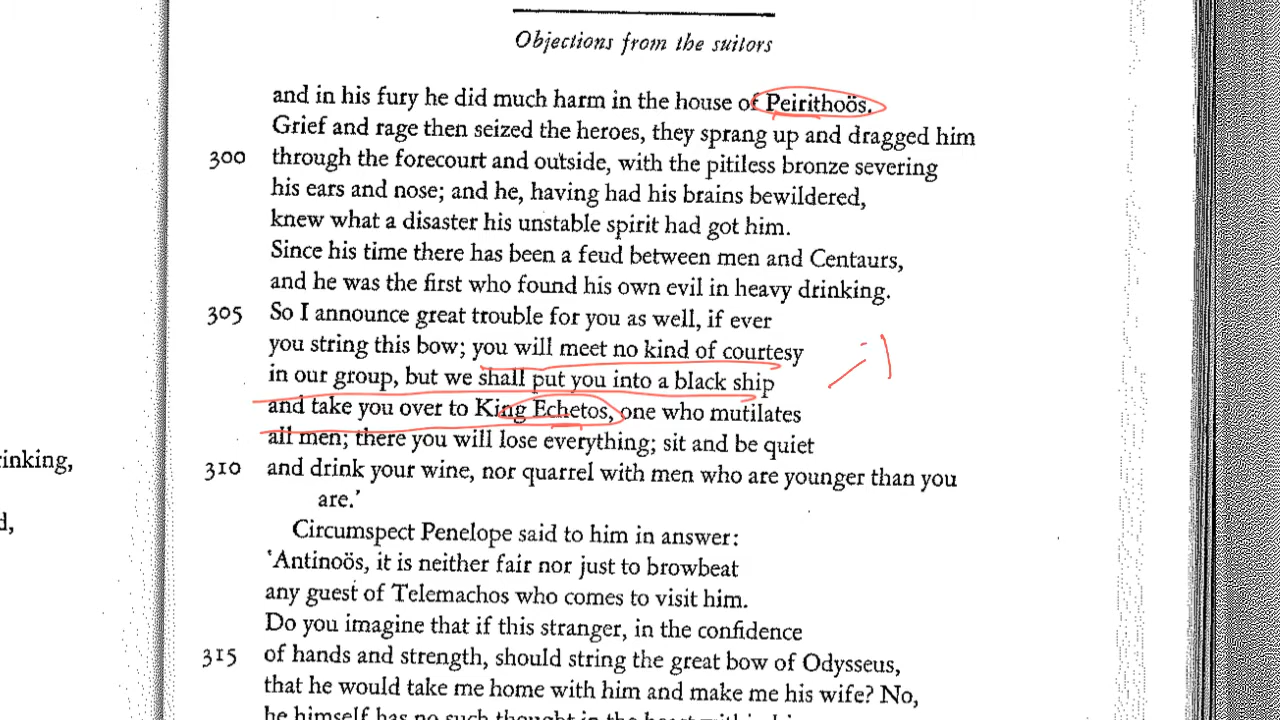 Objections from the suitors
and in his fury he did much harm in the house of Peirithoös.
Grief and rage then seized the heroes, they sprang up and dragged him
300 through the forecourt and outside, with the pitiless bronze severing
his ears and nose; and he, having had his brains bewildered,
knew what a disaster his unstable spirit had got him.
Since his time there has been a feud between men and Centaurs,
and he was the first who found his own evil in heavy drinking.
305 So I announce great trouble for you as well, if ever
you string this bow; you will meet no kind of courtesy
in our group, but we shall put you into a black ship
and take you over to King Echetos, one who mutilates
all men; there you will lose everything; sit and be quiet
310 and drink your wine, nor quarrel with men who are younger than you
are.'
Circumspect Penelope said to him in answer:
'Antinoös, it is neither fair nor just to browbeat
any guest of Telemachos who comes to visit him.
Do you imagine that if this stranger, in the confidence
315 of hands and strength, should string the great bow of Odysseus,
that he would take me home with him and make me his wife? No,
he himself has no such thought in the heart within